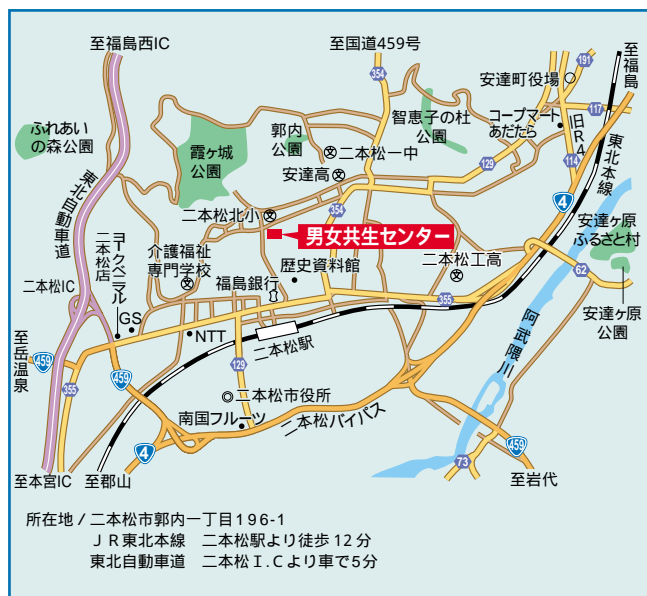 至福島西IC
至国道459号
至福島
191
安達町役場
354
コープマート
あだたら
117
旧R4
東北本線
ふれあい
の森公園
霞ヶ城
公園
郭内
公園
二本松一中
智恵子の杜
公園
安達高
129
114
4
東北自動車道
二本松北小
354
男女共生センター
安達ヶ原
ふるさと村
ヨークベニマル
二本松店
介護福祉
専門学校
歴史資料館
二本松工高
62
二本松IC
福島銀行
355
安達ヶ原
公園
GS
NTT
二本松駅
阿武隈川
至岳温泉
459
355
459
129
二本松市役所
南国フルーツ
二本松バイパス
4
459
73
至本宮IC
至郡山
至岩代
所在地/二本松市郭内一丁目196-1
JR東北本線 二本松駅より徒歩12分
東北自動車道 二本松I.Cより車で5分